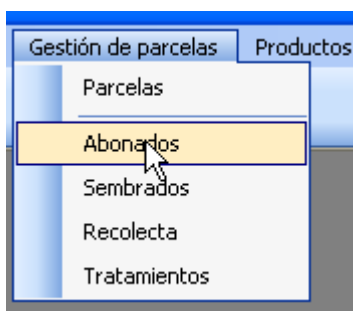 Gestión de parcelas Productos
Parcelas
Abonados
Sembrados
Recolecta
Tratamientos